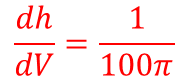 dh/dV = 1/100π